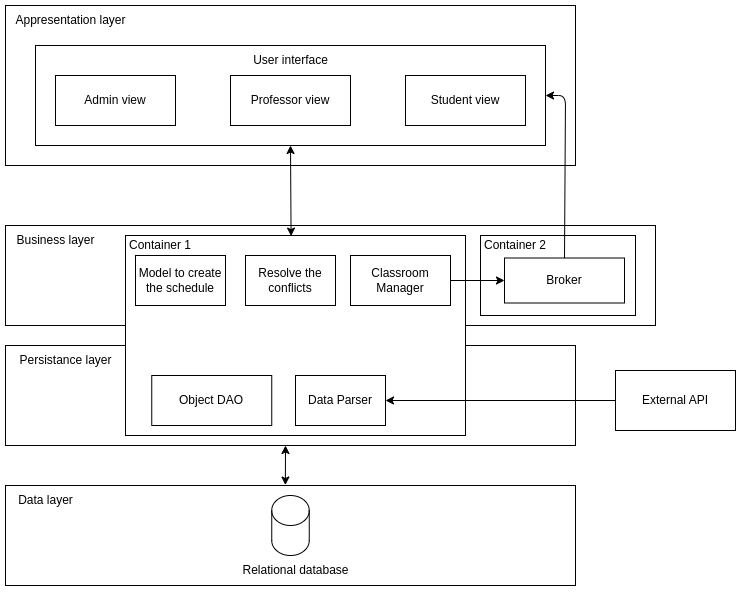 Appresentation layer
User interface
Admin view
Professor view
Student view
Business layer
Container 1
Container 2
Model to create
the schedule
Resolve the
conflicts
Classroom
Manager
Broker
Persistance layer
Object DAO
Data Parser
External API
Data layer
Relational database